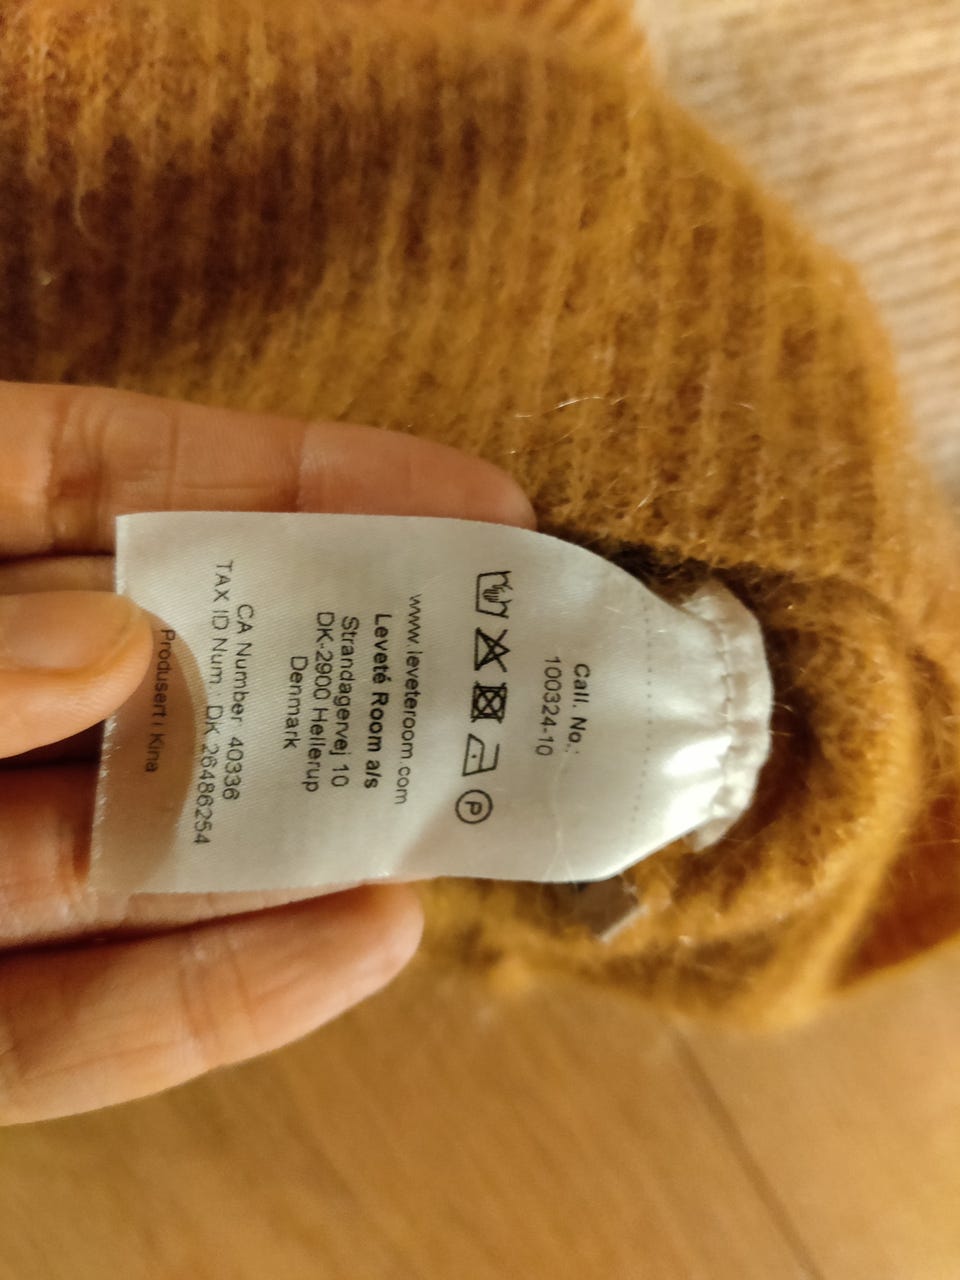 Call. No.:
100324-10
P
www.leveteroom.com
Leveté Room a/s
Strandagervej 10
DK-2900 Hellerup
Denmark
CA Number 40336
TAX ID Num.: DK 26486254
Produsert i Kina